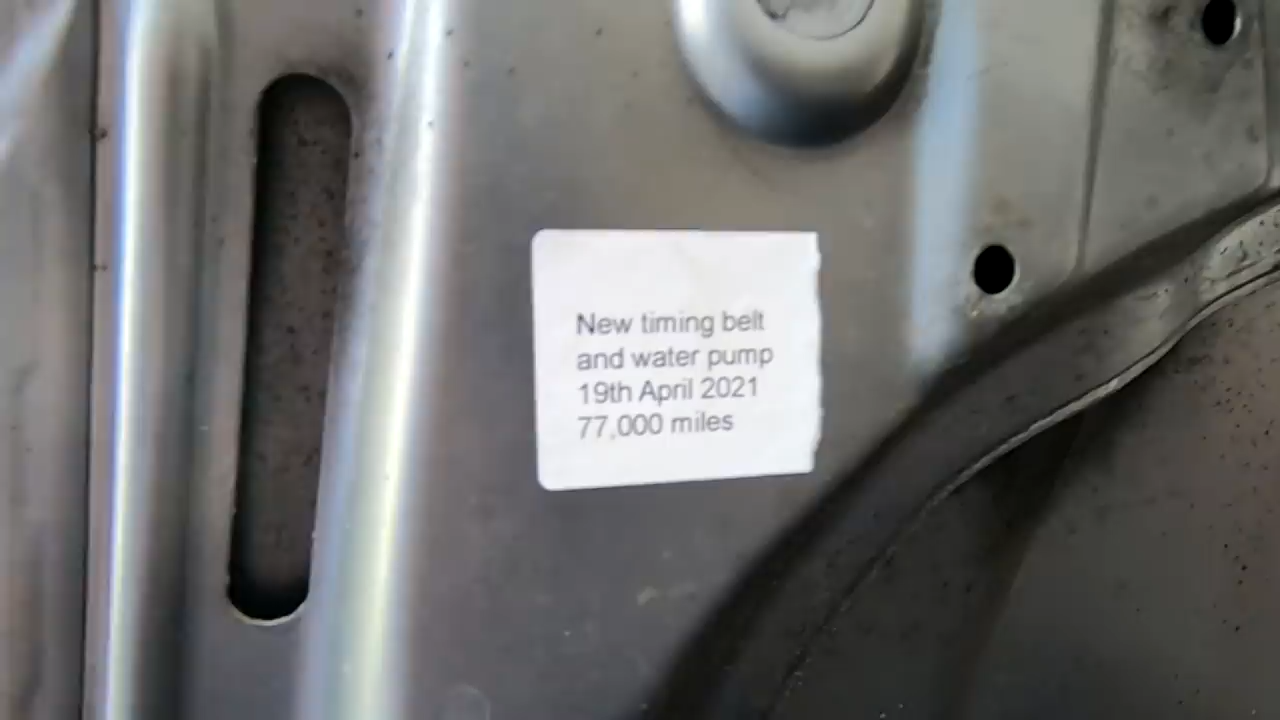 New timing belt
and water pump
19th April 2021
77,000 miles